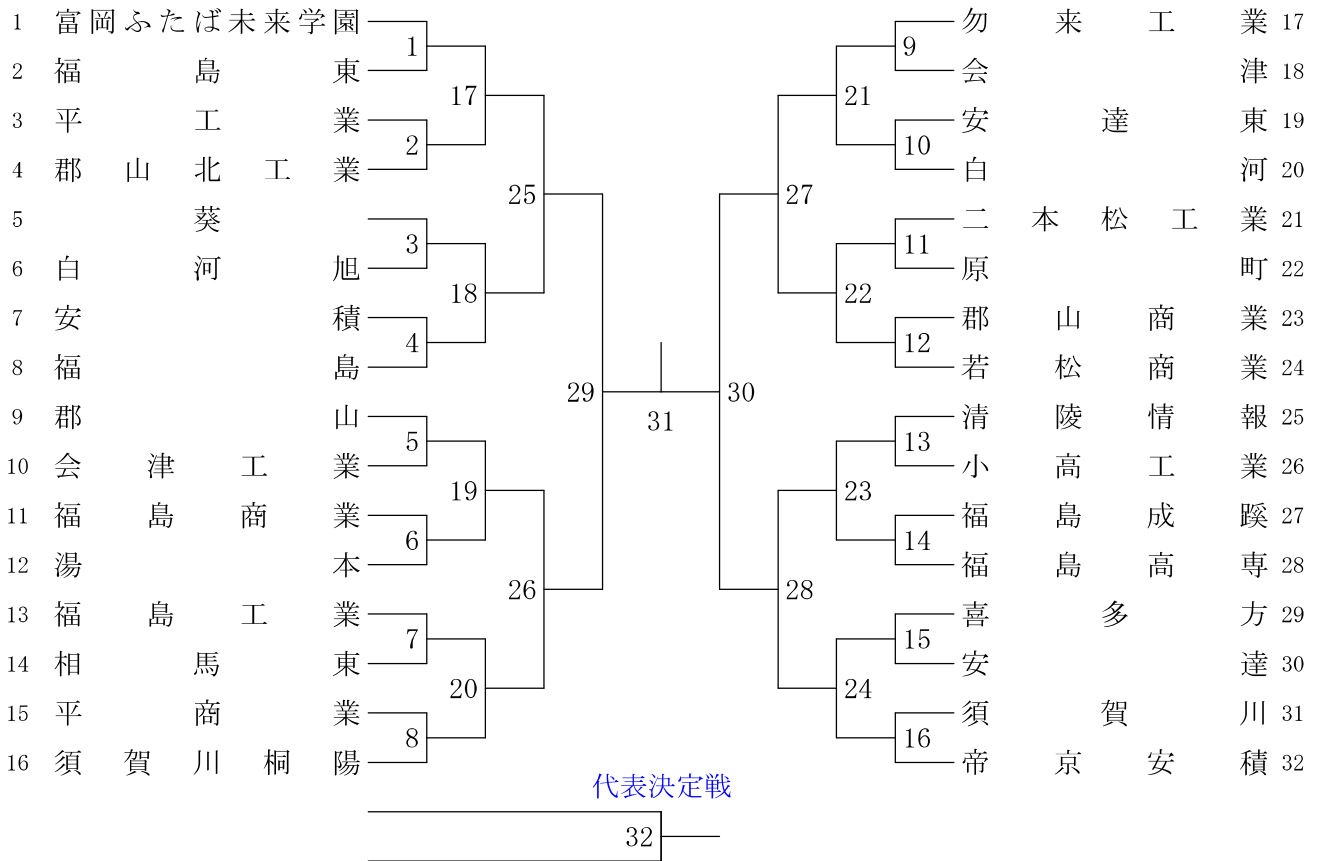 1 富岡ふたば未来学園
2 福島東
3 平工業
4 郡山北工業
5 葵
6 白河旭
7 安積
8 福島
9 郡山
10 会津工業
11 福島商業
12 湯本
13 福島工業
14 相馬東
15 平商業
16 須賀川桐陽
1
2
3
4
5
6
7
8
17
18
19
20
25
26
29
31
30
27
28
21
22
23
24
9
10
11
12
13
14
15
16
勿来工業 17
会津 18
安達東 19
白河 20
二本松工業 21
原町 22
郡山商業 23
若松商業 24
清陵情報 25
小高工業 26
福島成蹊 27
福島高専 28
喜多方 29
安達 30
須賀川 31
帝京安積 32
代表決定戦
32